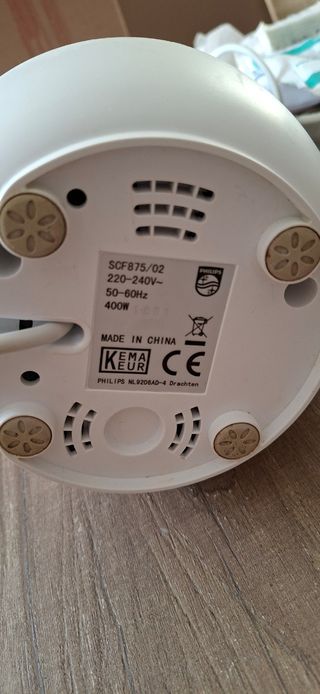 SCF875/02
220-240V~
50-60Hz
400W
PHILIPS
MADE IN CHINA
KEMA
KEUR
CE
PHILIPS NL9206AD-4 Drachten